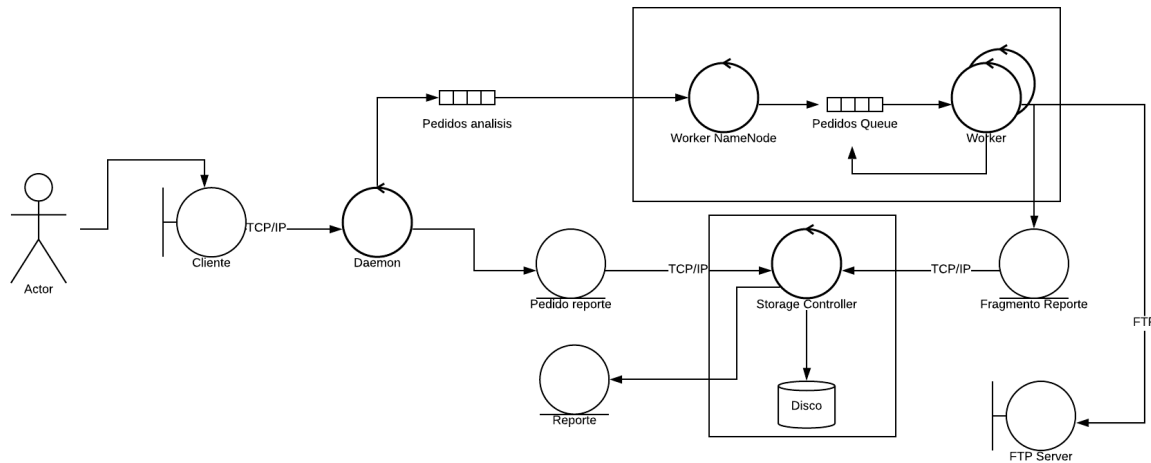 Pedidos analisis
Worker NameNode
Pedidos Queue
Worker
TCP/IP
Cliente
Daemon
Actor
Pedido reporte
TCP/IP
Storage Controller
TCP/IP
Fragmento Reporte
FTP
Disco
Reporte
FTP Server